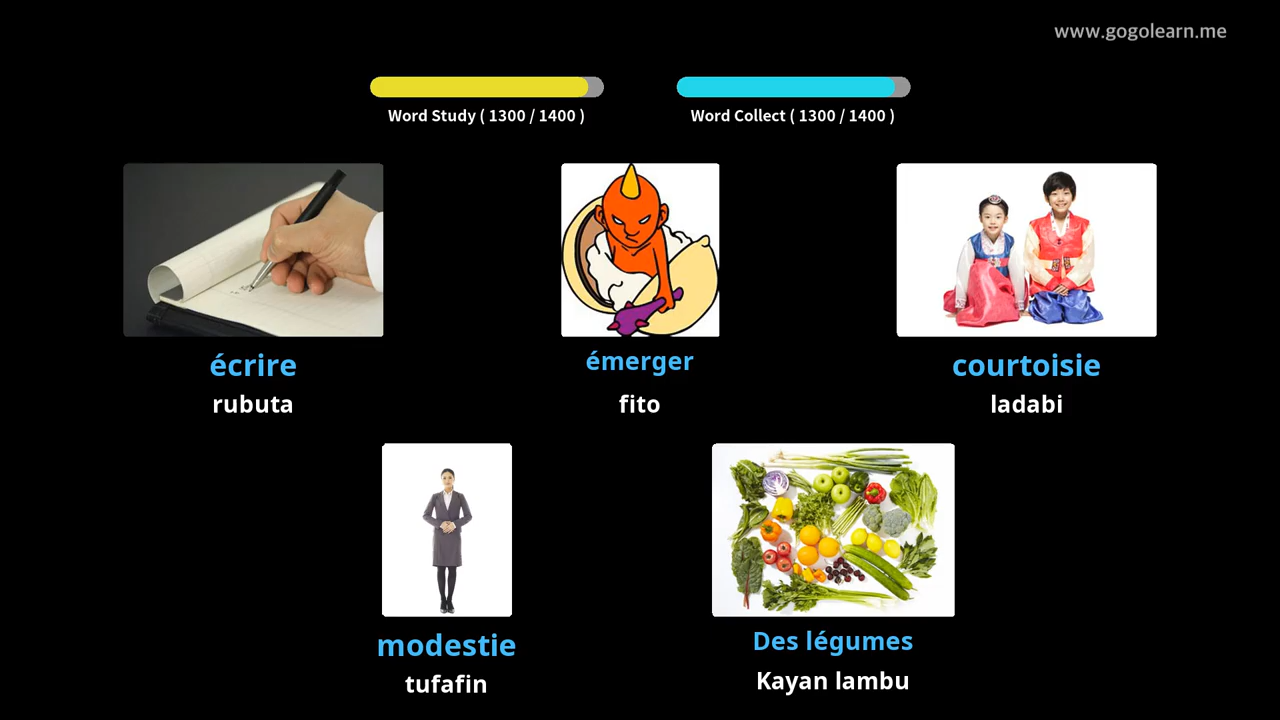 www.gogolearn.me
Word Study ( 1300 / 1400 )
Word Collect ( 1300 / 1400 )
écrire
rubuta
émerger
fito
courtoisie
ladabi
modestie
tufafin
Des légumes
Kayan lambu